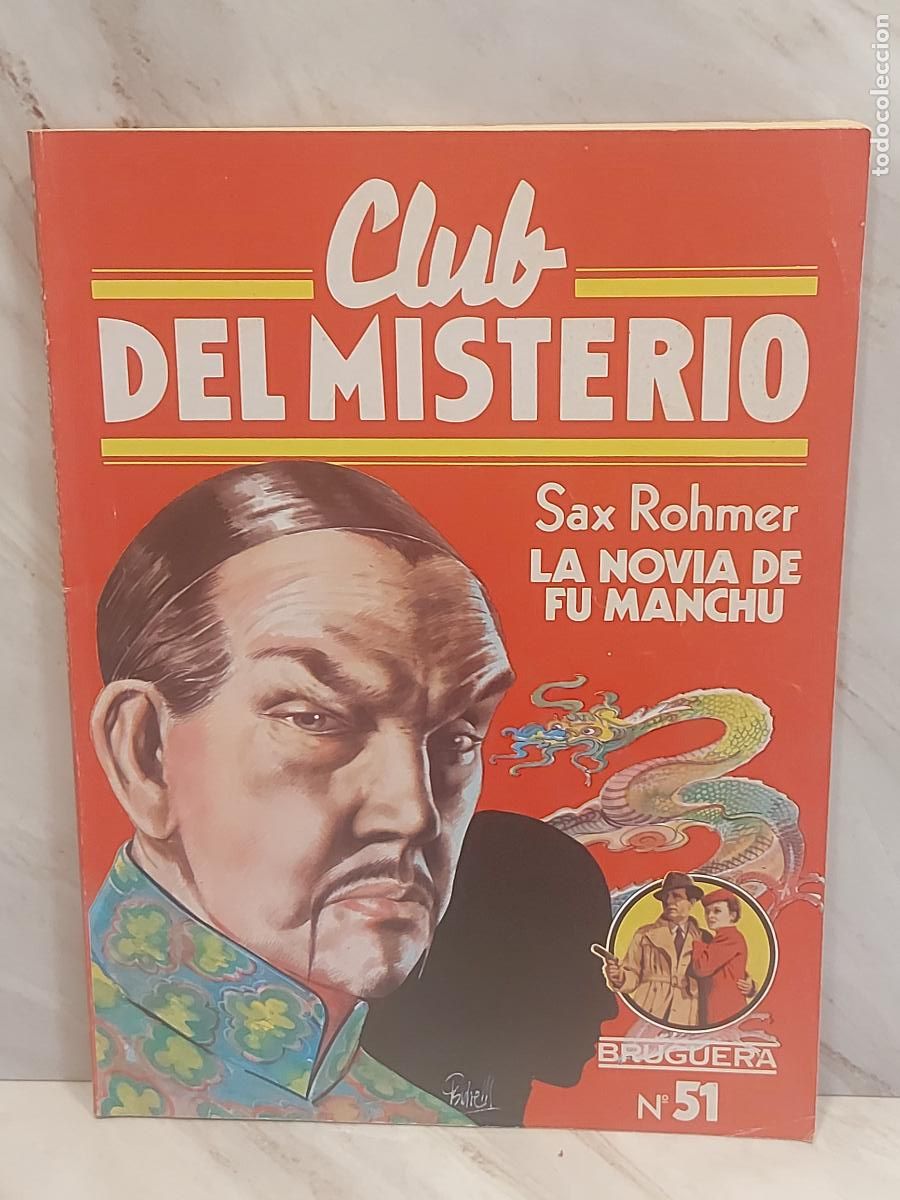 todocoleccion
Club
DEL MISTERIO
Sax Rohmer
LA NOVIA DE
FU MANCHU
BRUGUERA
Nº 51